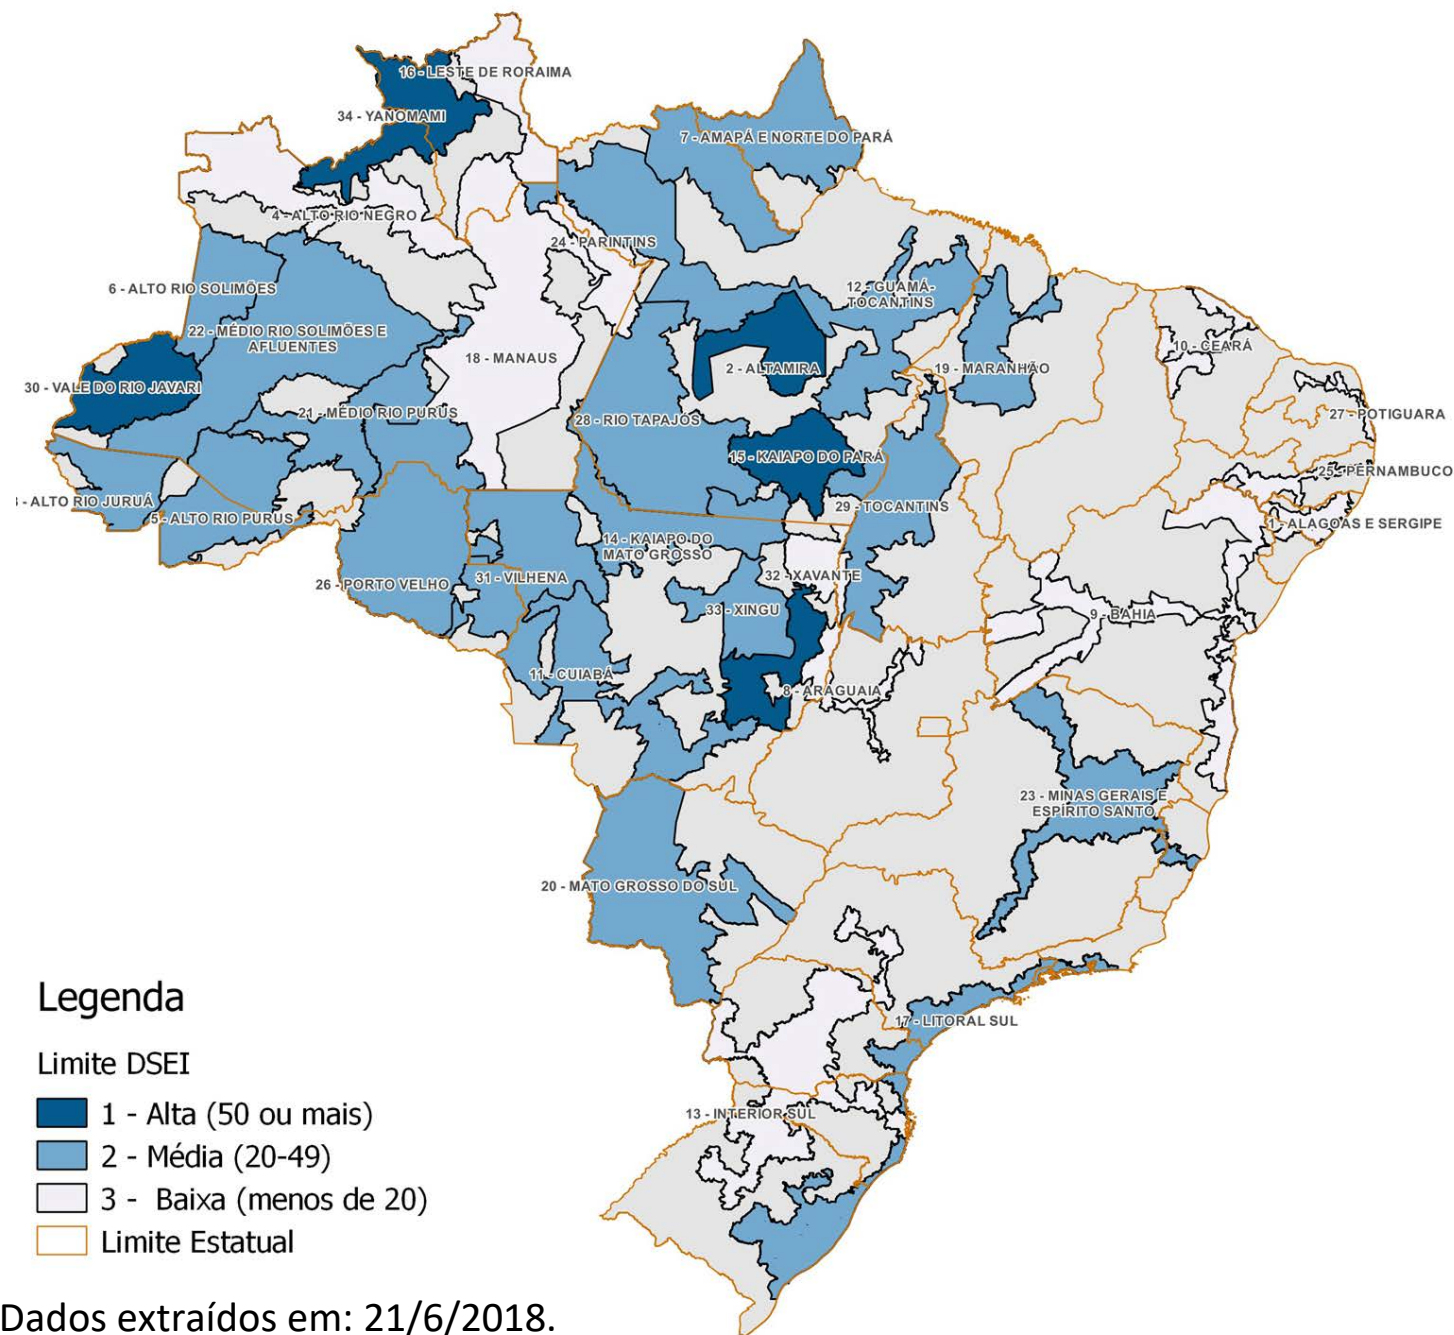 16 - LESTE DE RORAIMA
34 - YANOMAMI
7 - AMAPÁ E NORTE DO PARÁ
4 - ALTO RIO NEGRO
24 - PARINTINS
6 - ALTO RIO SOLIMÕES
12 - GUAMÁ-
TOCANTINS
22 - MÉDIO RIO SOLIMÕES E
AFLUENTES
10 - CEARÁ
18 - MANAUS
2 - ALTAMIRA
19 - MARANHÃO
30 - VALE DO RIO JAVARI
21 - MÉDIO RIO PURUS
27 - POTIGUARA
28 - RIO TAPAJÓS
15 - KAIAPO DO PARÁ
25 - PERNAMBUCO
- ALTO RIO JURUÁ
29 - TOCANTINS
5 - ALTO RIO PURUS
1 - ALAGOAS E SERGIPE
14 - KAIAPO DO
MATO GROSSO
32 - XAVANTE
31 - VILHENA
26 - PORTO VELHO
33 - XINGU
9 - BAHIA
11 - CUIABÁ
8 - ARAGUAIA
23 - MINAS GERAIS E
ESPÍRITO SANTO
20 - MATO GROSSO DO SUL
17 - LITORAL SUL
13 - INTERIOR SUL
Legenda
Limite DSEI
1 - Alta (50 ou mais)
2 - Média (20-49)
3 - Baixa (menos de 20)
Limite Estatual
Dados extraídos em: 21/6/2018.